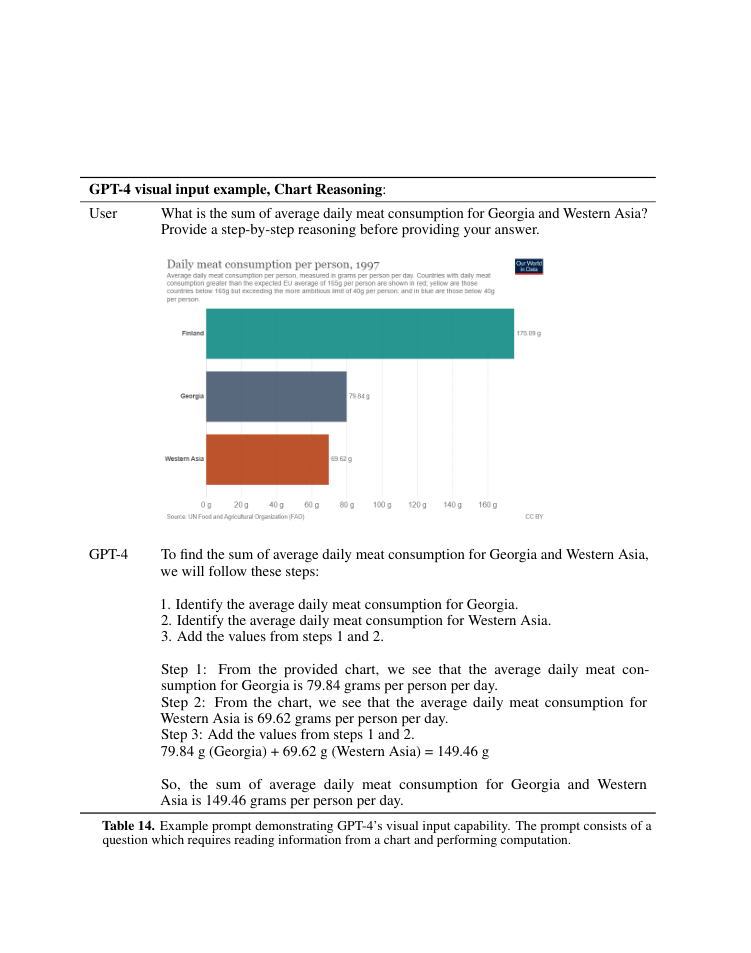 GPT-4 visual input example, Chart Reasoning:
User
What is the sum of average daily meat consumption for Georgia and Western Asia?
Provide a step-by-step reasoning before providing your answer.
Daily meat consumption per person, 1997
Our World
in Data
Average daily meat consumption per person, measured in grams per person per day. Countries with daily meat
consumption greater than the expected EU average of 165g per person are shown in red; yellow are those
countries below 165g but exceeding the more ambitious limit of 40g per person; and in blue are those below 40g
per person.
Finland
Georgia
79.84 g
Western Asia
69.62 g
0 g 20 g 40 g 60 g 80 g 100 g 120 g 140 g 160 g
Source: UN Food and Agricultural Organization (FAO)
CC BY
GPT-4
To find the sum of average daily meat consumption for Georgia and Western Asia,
we will follow these steps:
1. Identify the average daily meat consumption for Georgia.
2. Identify the average daily meat consumption for Western Asia.
3. Add the values from steps 1 and 2.
Step 1: From the provided chart, we see that the average daily meat con-
sumption for Georgia is 79.84 grams per person per day.
Step 2: From the chart, we see that the average daily meat consumption for
Western Asia is 69.62 grams per person per day.
Step 3: Add the values from steps 1 and 2.
79.84 g (Georgia) + 69.62 g (Western Asia) = 149.46 g
So, the sum of average daily meat consumption for Georgia and Western
Asia is 149.46 grams per person per day.
Table 14. Example prompt demonstrating GPT-4's visual input capability. The prompt consists of a
question which requires reading information from a chart and performing computation.